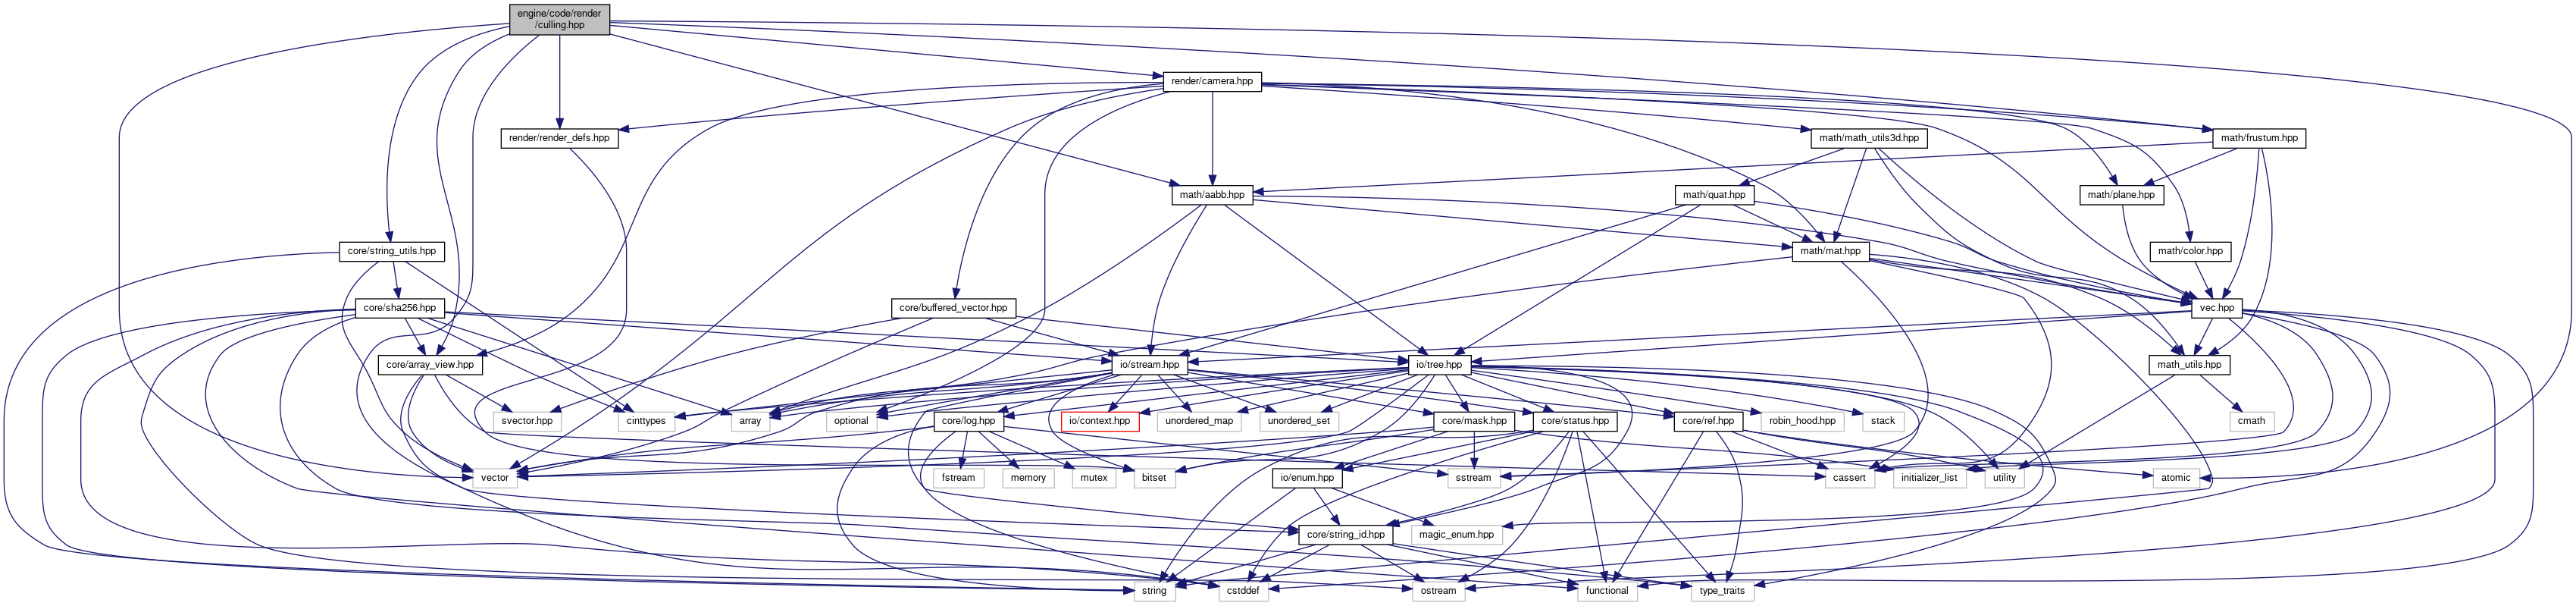 engine/code/render
/culling.hpp
render/camera.hpp
render/render_defs.hpp
math/math_utils3d.hpp
math/frustum.hpp
math/aabb.hpp
math/quat.hpp
math/plane.hpp
core/string_utils.hpp
math/mat.hpp
math/color.hpp
core/sha256.hpp
core/buffered_vector.hpp
vec.hpp
core/array_view.hpp
io/stream.hpp
io/tree.hpp
math_utils.hpp
svector.hpp
cinttypes
array
optional
core/log.hpp
io/context.hpp
unordered_map
unordered_set
core/mask.hpp
core/status.hpp
core/ref.hpp
robin_hood.hpp
stack
cmath
vector
fstream
memory
mutex
bitset
sstream
io/enum.hpp
cassert
initializer_list
utility
atomic
core/string_id.hpp
magic_enum.hpp
string
cstddef
ostream
functional
type_traits